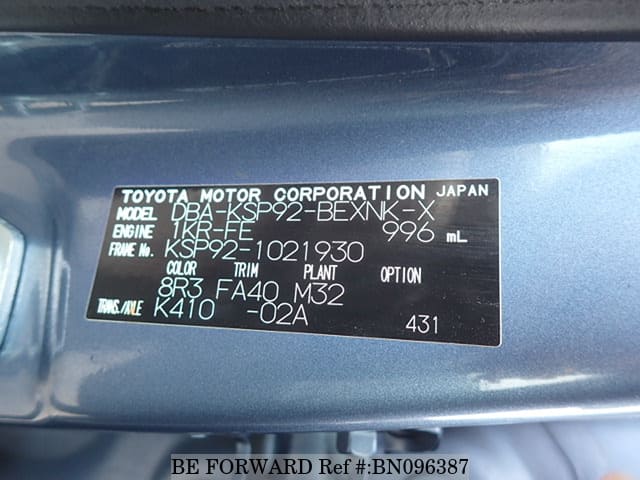 TOYOTA MOTOR CORPORATION JAPAN
MODEL DBA-KSP92-BEXNK-X
ENGINE 1KR-FE 996 mL
FRAME No. KSP92-1021930
COLOR TRIM PLANT OPTION
8R3 FA40 M32
TRANS./AXLE K410 -02A 431
BE FORWARD Ref #:BN096387